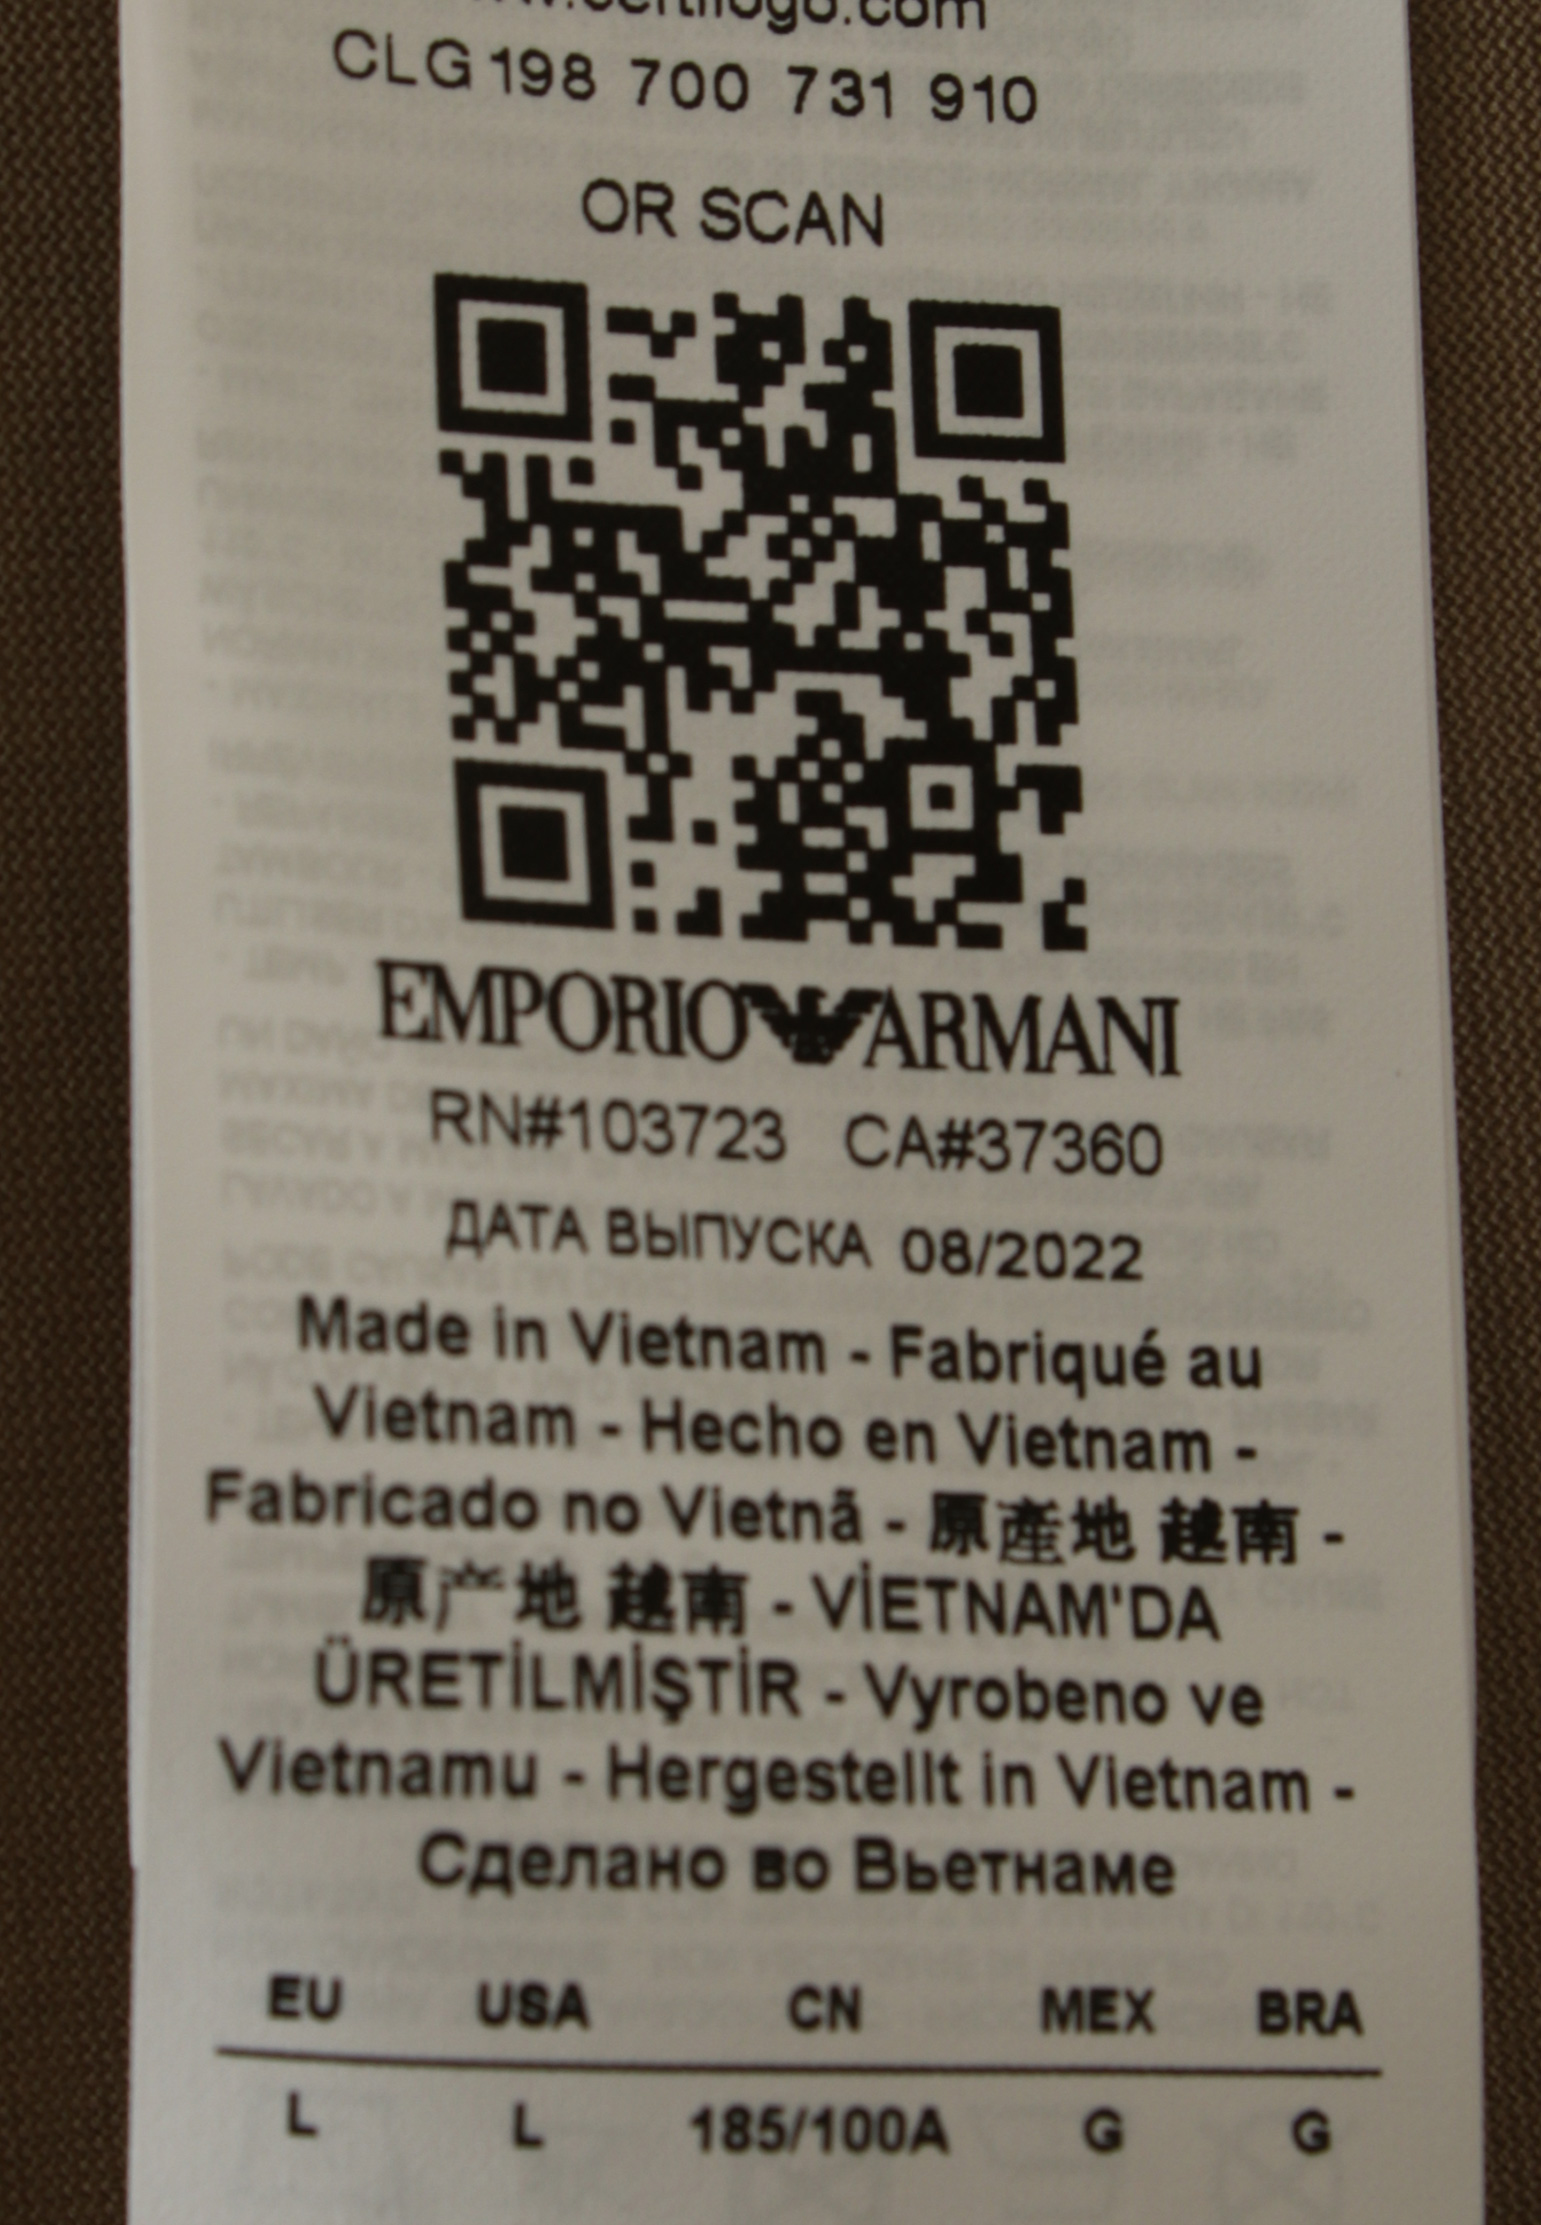 www.certilogo.com
CLG 198 700 731 910
OR SCAN
EMPORIO ARMANI
RN#103723 CA#37360
ДАТА ВЫПУСКА 08/2022
Made in Vietnam - Fabriqué au
Vietnam - Hecho en Vietnam -
Fabricado no Vietnã - 原產地 越南 -
原产地 越南 - VİETNAM'DA
ÜRETİLMİŞTİR - Vyrobeno ve
Vietnamu - Hergestellt in Vietnam -
Сделано во Вьетнаме
EU USA CN MEX BRA
L L 185/100A G G